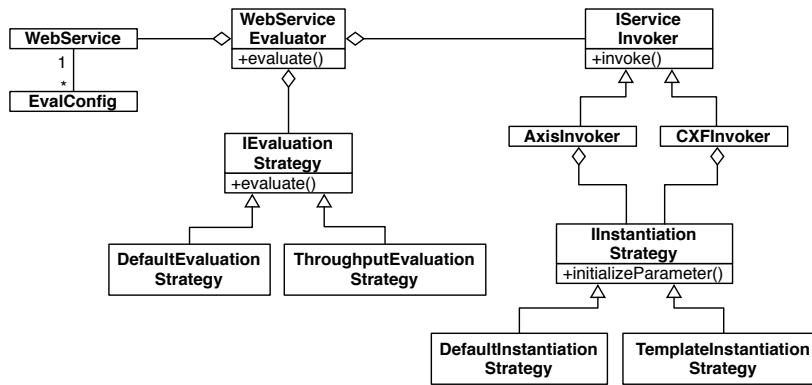 WebService
1
*
EvalConfig
WebService
Evaluator
+evaluate()
IService
Invoker
+invoke()
AxisInvoker
CXFInvoker
IEvaluation
Strategy
+evaluate()
DefaultEvaluation
Strategy
ThroughputEvaluation
Strategy
IInstantiation
Strategy
+initializeParameter()
DefaultInstantiation
Strategy
TemplateInstantiation
Strategy